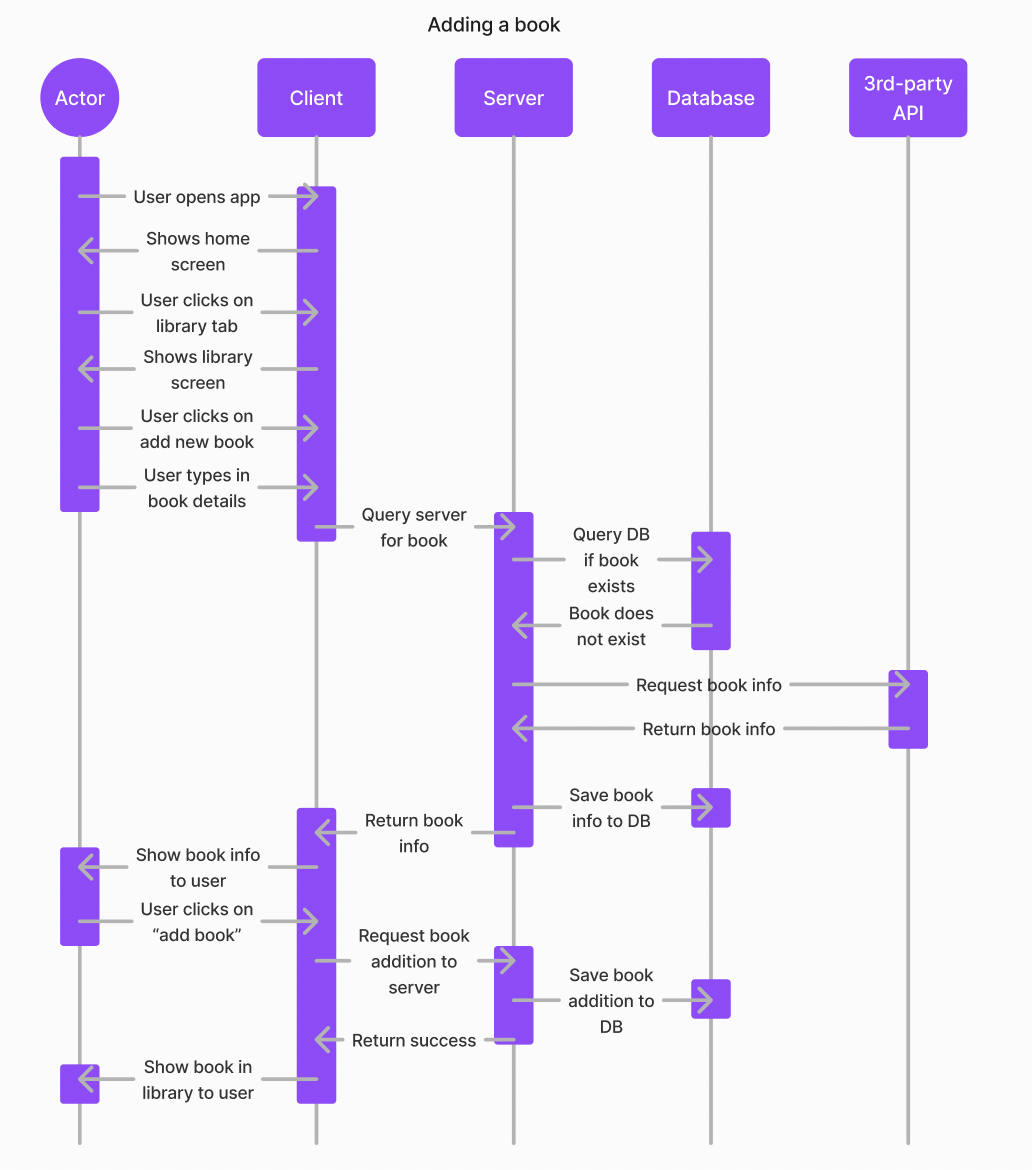 Adding a book
Actor
Client
Server
Database
3rd-party
API
User opens app
Shows home
screen
User clicks on
library tab
Shows library
screen
User clicks on
add new book
User types in
book details
Query server
for book
Query DB
if book
exists
Book does
not exist
Request book info
Return book info
Save book
info to DB
Return book
info
Show book info
to user
User clicks on
“add book”
Request book
addition to
server
Save book
addition to
DB
Return success
Show book in
library to user